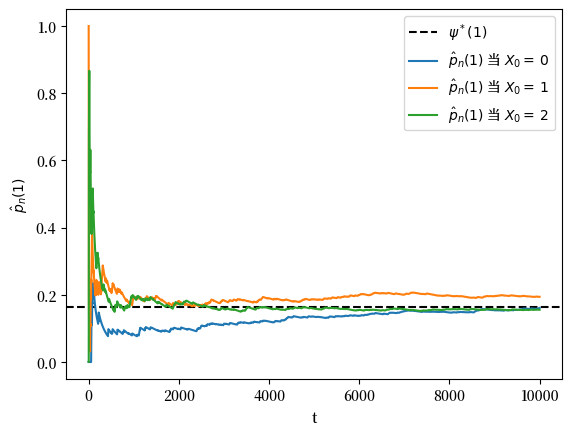 1.0
0.8
0.6
0.4
0.2
0.0
p̂ₙ(1)
0 2000 4000 6000 8000 10000
t
ψ*(1)
p̂ₙ(1) 当 X₀ = 0
p̂ₙ(1) 当 X₀ = 1
p̂ₙ(1) 当 X₀ = 2